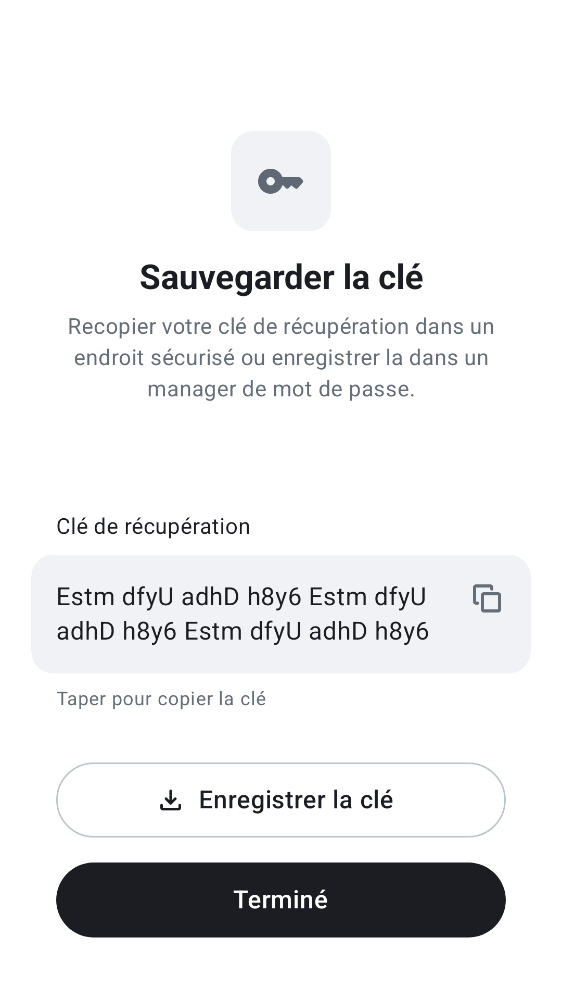 Sauvegarder la clé
Recopier votre clé de récupération dans un
endroit sécurisé ou enregistrer la dans un
manager de mot de passe.
Clé de récupération
Estm dfyU adhD h8y6 Estm dfyU
adhD h8y6 Estm dfyU adhD h8y6
Taper pour copier la clé
Enregistrer la clé
Terminé